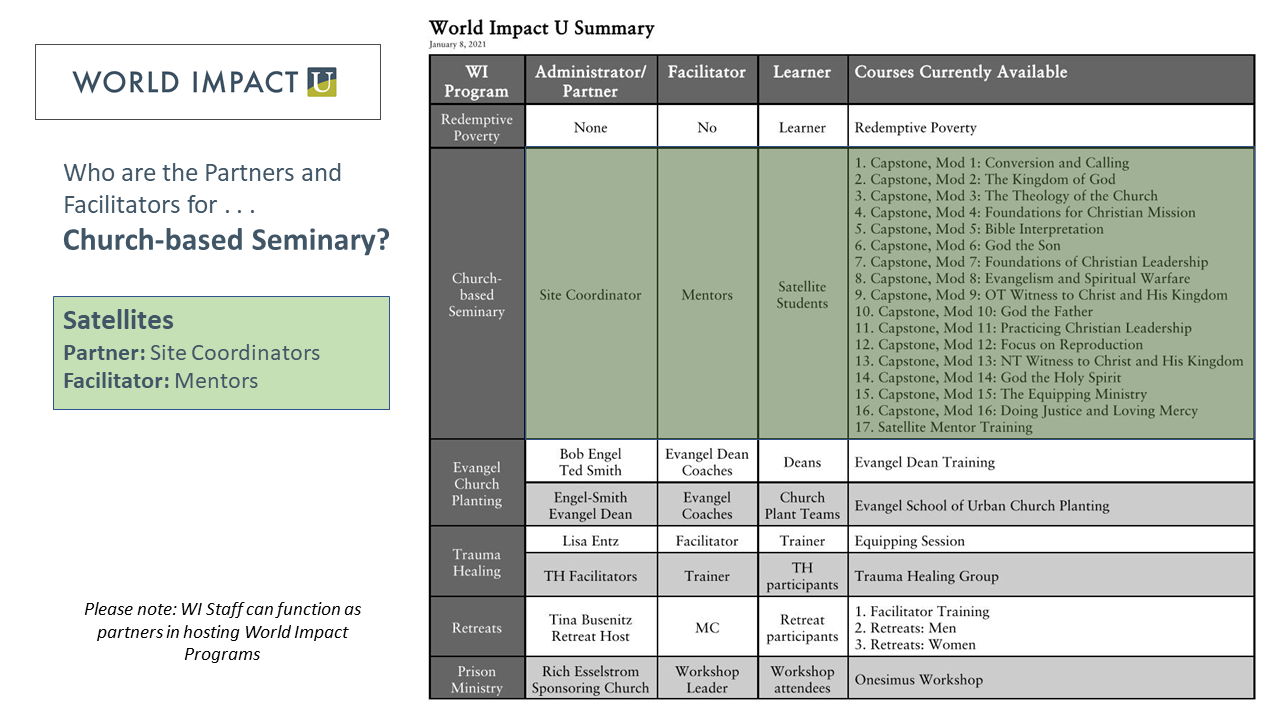 WORLD IMPACT U
Who are the Partners and
Facilitators for . . .
Church-based Seminary?
Satellites
Partner: Site Coordinators
Facilitator: Mentors
Please note: WI Staff can function as
partners in hosting World Impact
Programs
World Impact U Summary
January 8, 2021
WI
Program
Administrator/
Partner
Facilitator
Learner
Courses Currently Available
Redemptive
Poverty
None
No
Learner
Redemptive Poverty
Church-
based
Seminary
Site Coordinator
Mentors
Satellite
Students
1. Capstone, Mod 1: Conversion and Calling
2. Capstone, Mod 2: The Kingdom of God
3. Capstone, Mod 3: The Theology of the Church
4. Capstone, Mod 4: Foundations for Christian Mission
5. Capstone, Mod 5: Bible Interpretation
6. Capstone, Mod 6: God the Son
7. Capstone, Mod 7: Foundations of Christian Leadership
8. Capstone, Mod 8: Evangelism and Spiritual Warfare
9. Capstone, Mod 9: OT Witness to Christ and His Kingdom
10. Capstone, Mod 10: God the Father
11. Capstone, Mod 11: Practicing Christian Leadership
12. Capstone, Mod 12: Focus on Reproduction
13. Capstone, Mod 13: NT Witness to Christ and His Kingdom
14. Capstone, Mod 14: God the Holy Spirit
15. Capstone, Mod 15: The Equipping Ministry
16. Capstone, Mod 16: Doing Justice and Loving Mercy
17. Satellite Mentor Training
Evangel
Church
Planting
Bob Engel
Ted Smith
Evangel Dean
Coaches
Deans
Evangel Dean Training
Engel-Smith
Evangel Dean
Evangel
Coaches
Church
Plant Teams
Evangel School of Urban Church Planting
Trauma
Healing
Lisa Entz
Facilitator
Trainer
Equipping Session
TH Facilitators
Trainer
TH
participants
Trauma Healing Group
Retreats
Tina Busenitz
Retreat Host
MC
Retreat
participants
1. Facilitator Training
2. Retreats: Men
3. Retreats: Women
Prison
Ministry
Rich Esselstrom
Sponsoring Church
Workshop
Leader
Workshop
attendees
Onesimus Workshop